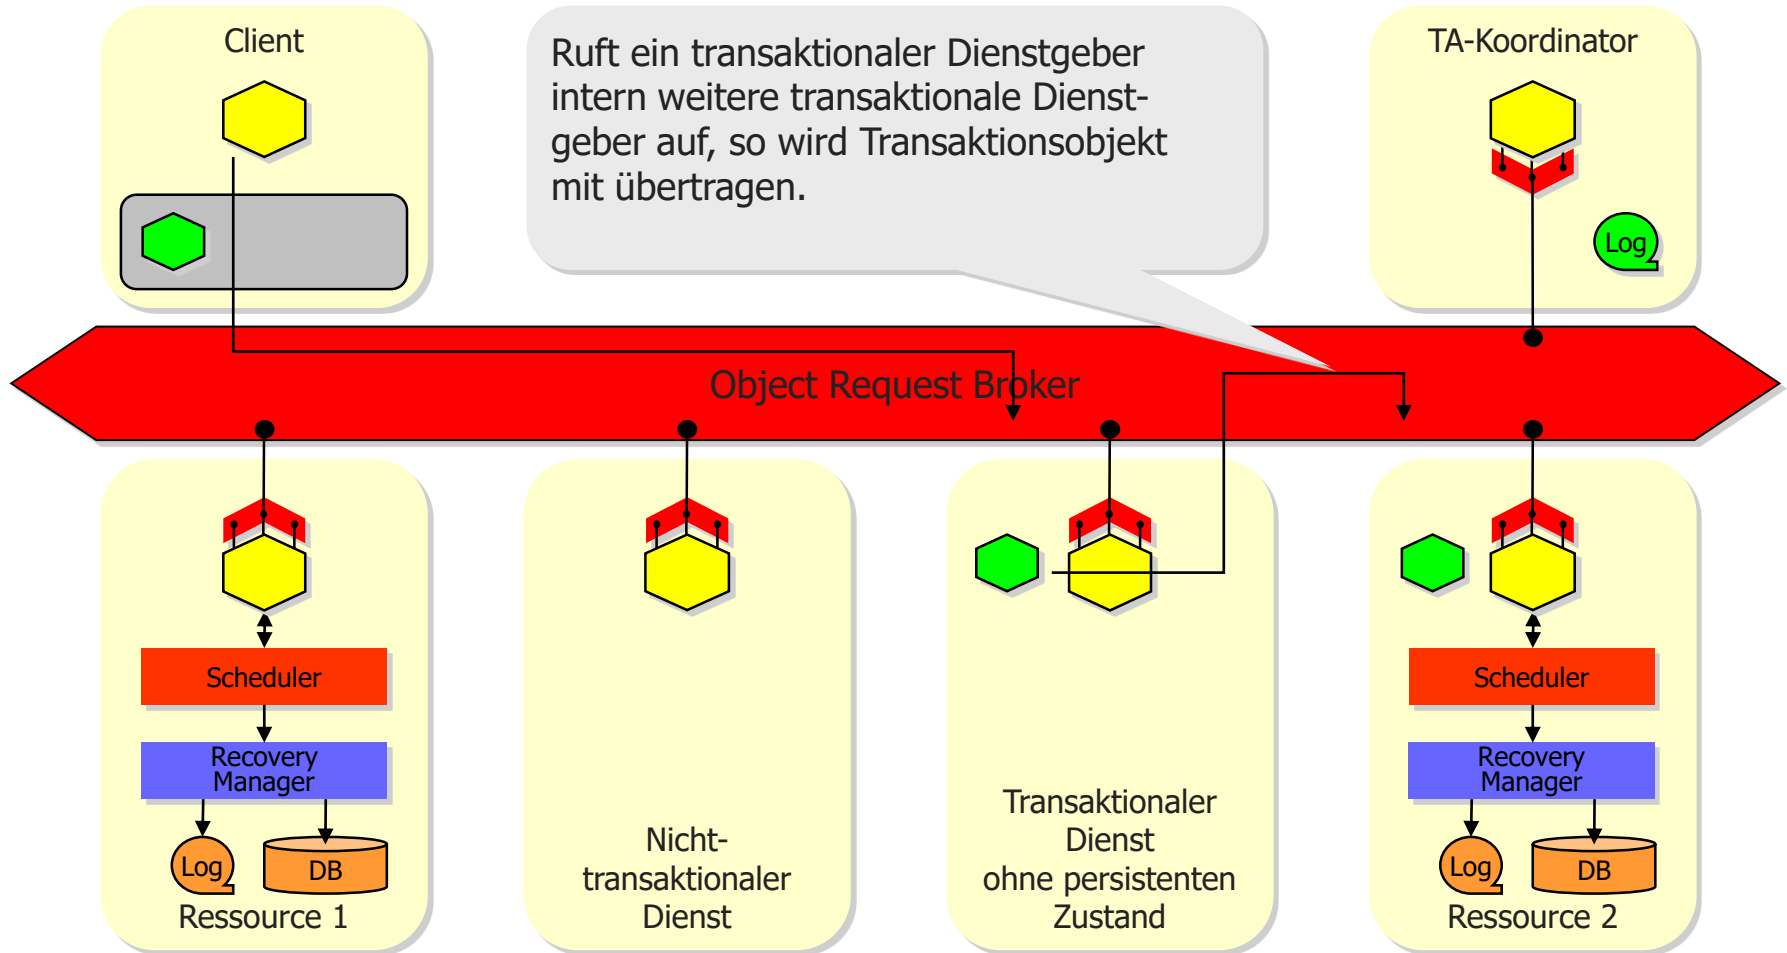 Client
Ruft ein transaktionaler Dienstgeber
intern weitere transaktionale Dienst-
geber auf, so wird Transaktionsobjekt
mit übertragen.
TA-Koordinator
Log
Object Request Broker
Scheduler
Recovery
Manager
Log
DB
Ressource 1
Nicht-
transaktionaler
Dienst
Transaktionaler
Dienst
ohne persistenten
Zustand
Scheduler
Recovery
Manager
Log
DB
Ressource 2